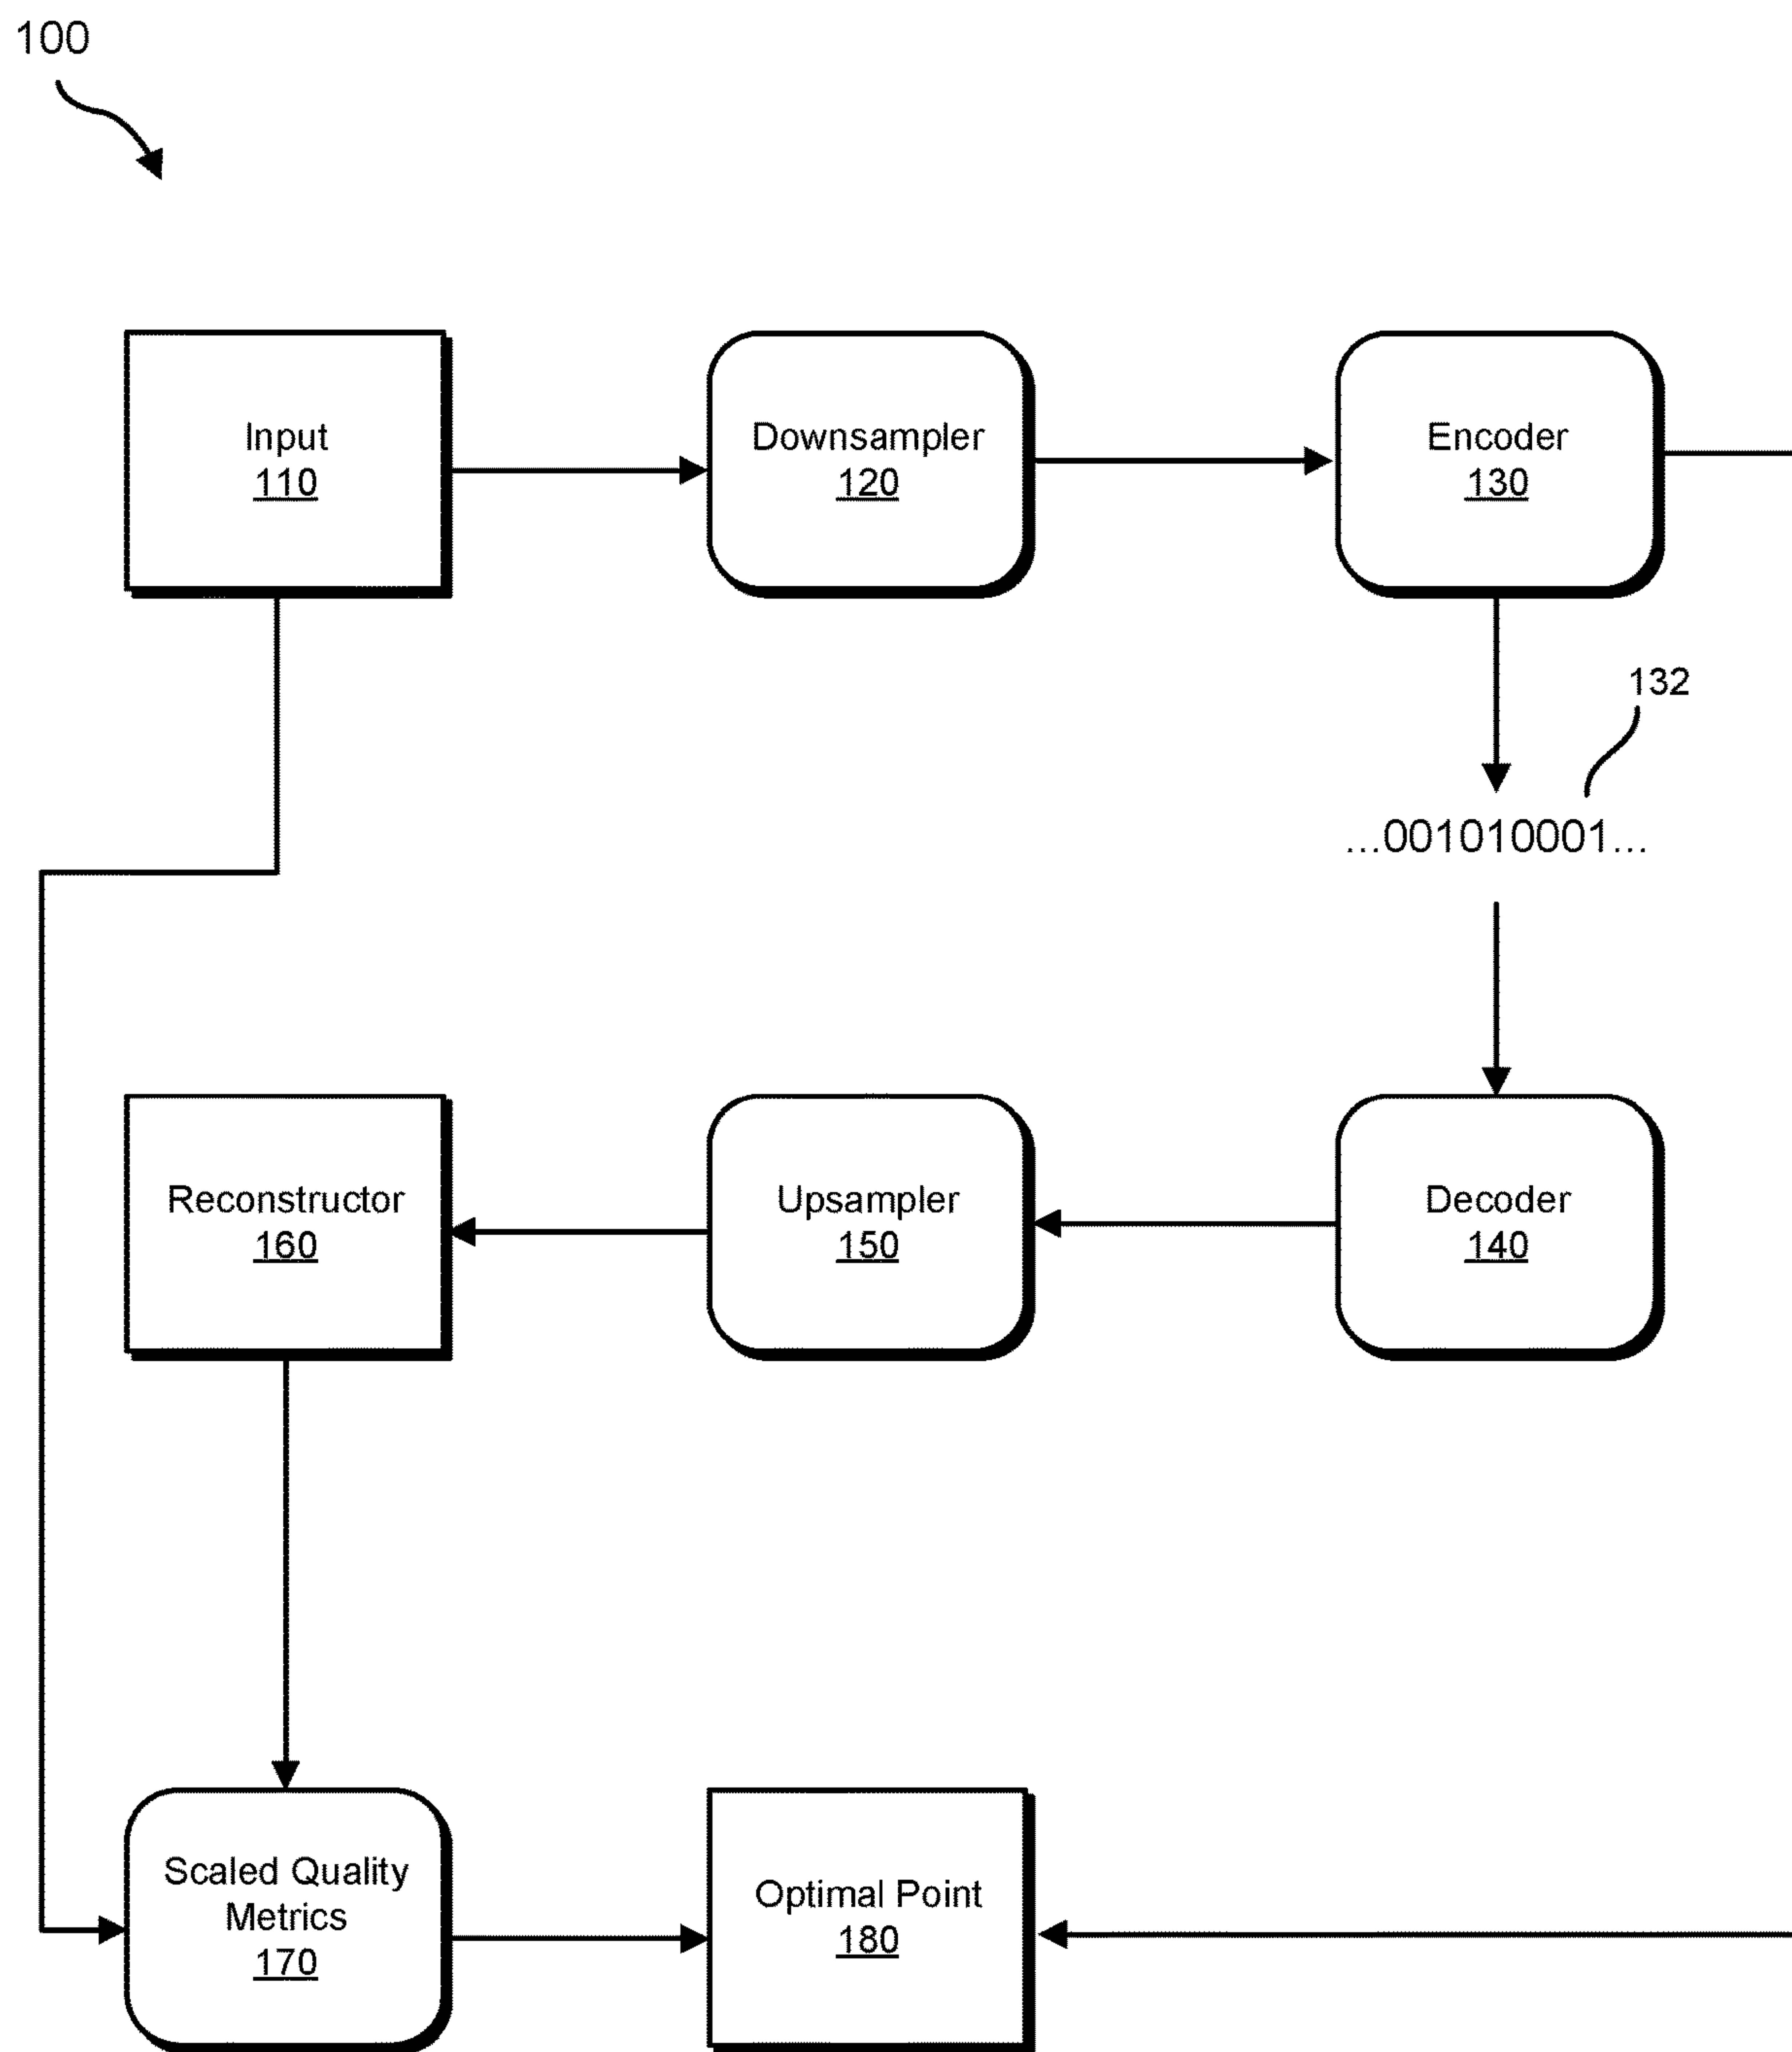 100
Input
110
Downsampler
120
Encoder
130
132
...001010001...
Reconstructor
160
Upsampler
150
Decoder
140
Scaled Quality
Metrics
170
Optimal Point
180